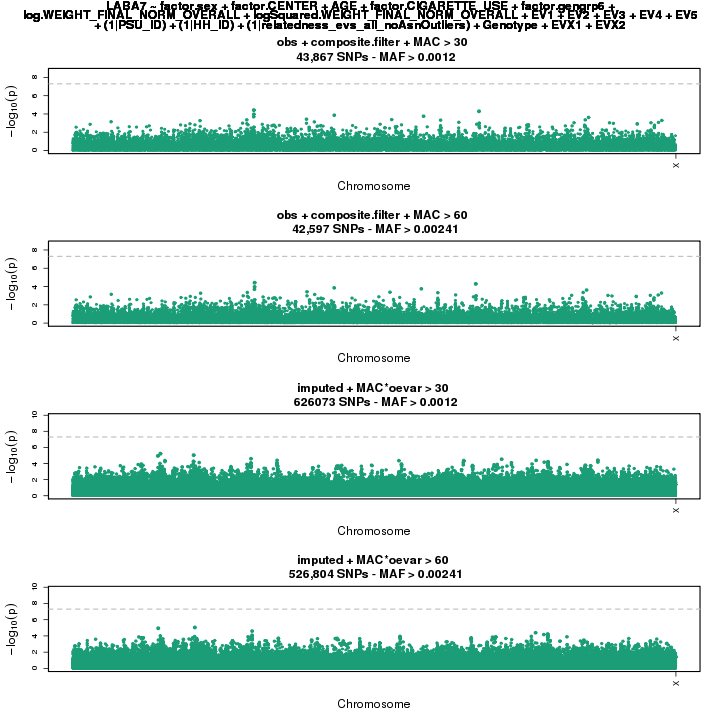 LABA7 ~ factor.sex + factor.CENTER + AGE + factor.CIGARETTE_USE + factor.gengrp6 +
log.WEIGHT_FINAL_NORM_OVERALL + logSquared.WEIGHT_FINAL_NORM_OVERALL + EV1 + EV2 + EV3 + EV4 + EV5
+ (1|PSU_ID) + (1|HH_ID) + (1|relatedness_evs_all_noAsnOutliers) + Genotype + EVX1 + EVX2
obs + composite.filter + MAC > 30
43,867 SNPs - MAF > 0.0012
−log10(p)
0 2 4 6 8
X
Chromosome
obs + composite.filter + MAC > 60
42,597 SNPs - MAF > 0.00241
−log10(p)
0 2 4 6 8
X
Chromosome
imputed + MAC*oevar > 30
626073 SNPs - MAF > 0.0012
−log10(p)
0 2 4 6 8 10
X
Chromosome
imputed + MAC*oevar > 60
526,804 SNPs - MAF > 0.00241
−log10(p)
0 2 4 6 8 10
X
Chromosome